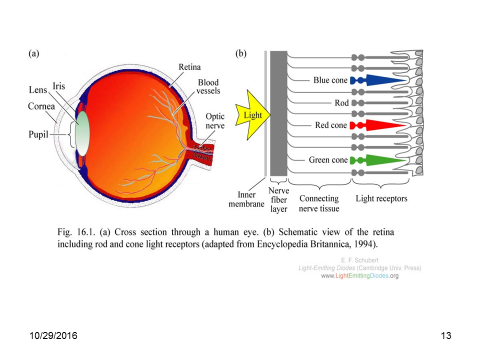 (a)
Retina
Blood
vessels
Iris
Lens
Cornea
Optic
nerve
Pupil
(b)
Blue cone
Rod
Light
Red cone
Green cone
Inner
membrane
Nerve
fiber
layer
Connecting
nerve tissue
Light receptors
Fig. 16.1. (a) Cross section through a human eye. (b) Schematic view of the retina
including rod and cone light receptors (adapted from Encyclopedia Britannica, 1994).
E. F. Schubert
Light-Emitting Diodes (Cambridge Univ. Press)
www.LightEmittingDiodes.org
10/29/2016
13